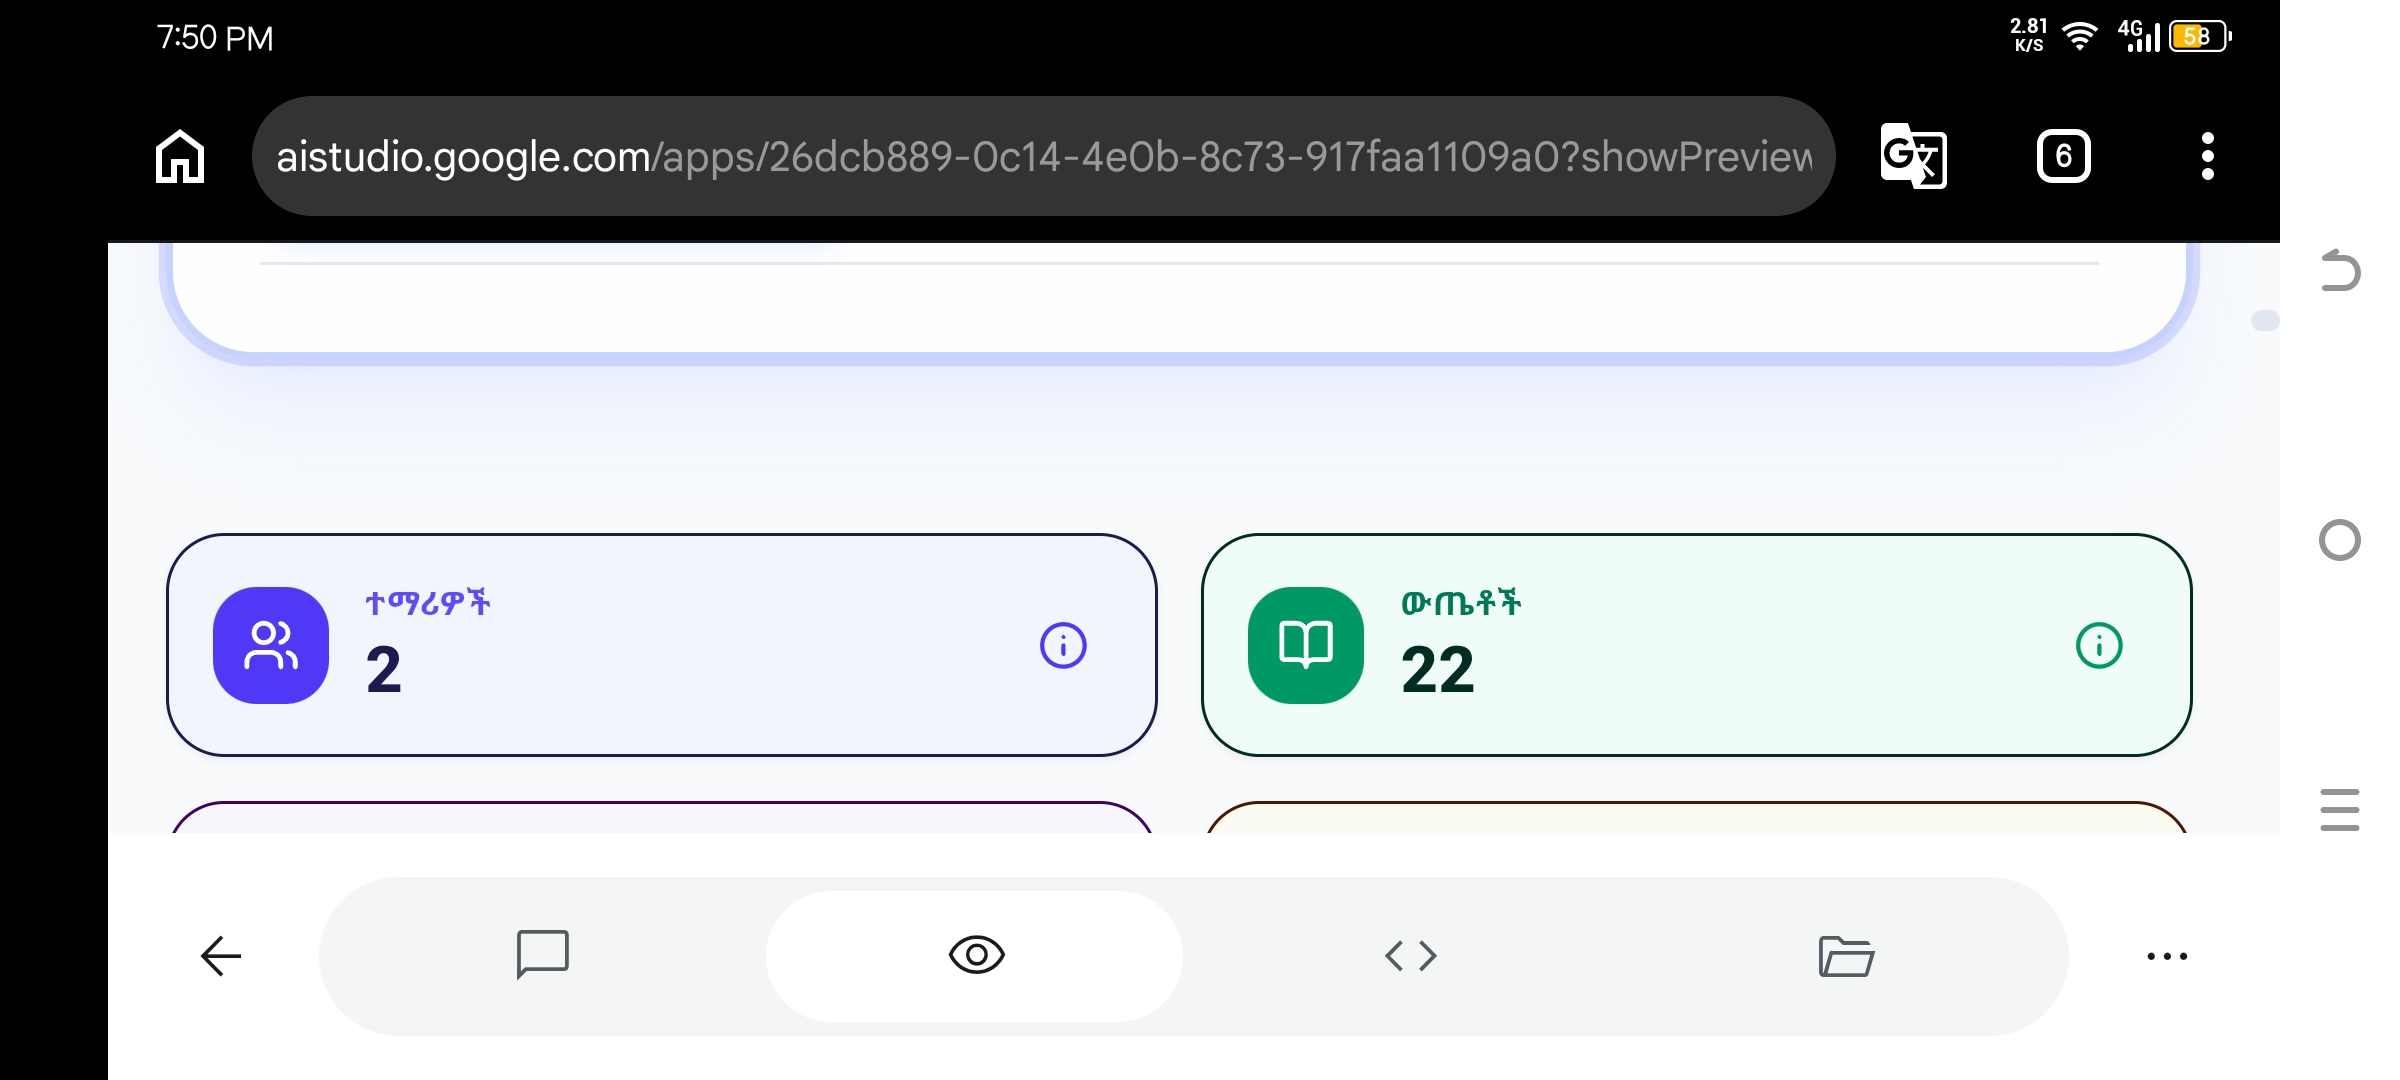 7:50 PM
2.81
K/S
4G
58
aistudio.google.com/apps/26dcb889-0c14-4e0b-8c73-917faa1109a0?showPreview
6
ተማሪዎች
2
ውጤቶች
22